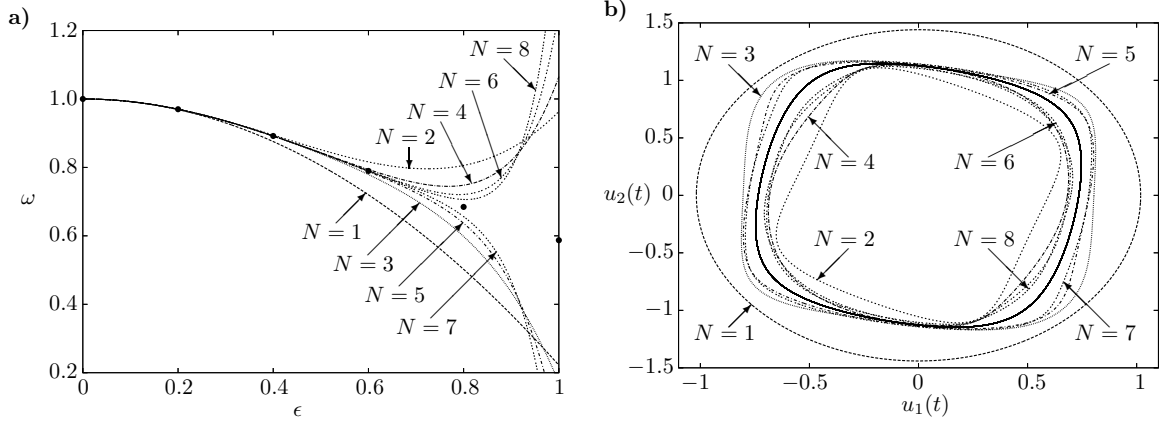 a)
1.2
1.0
0.8
0.6
0.4
0.2
ω
0
0.2
0.4
0.6
0.8
1
ϵ
N = 8
N = 6
N = 4
N = 2
N = 1
N = 3
N = 5
N = 7
b)
1.5
1
0.5
0
−0.5
−1
−1.5
u₂(t)
−1
−0.5
0
0.5
1
u₁(t)
N = 3
N = 5
N = 4
N = 6
N = 2
N = 8
N = 1
N = 7